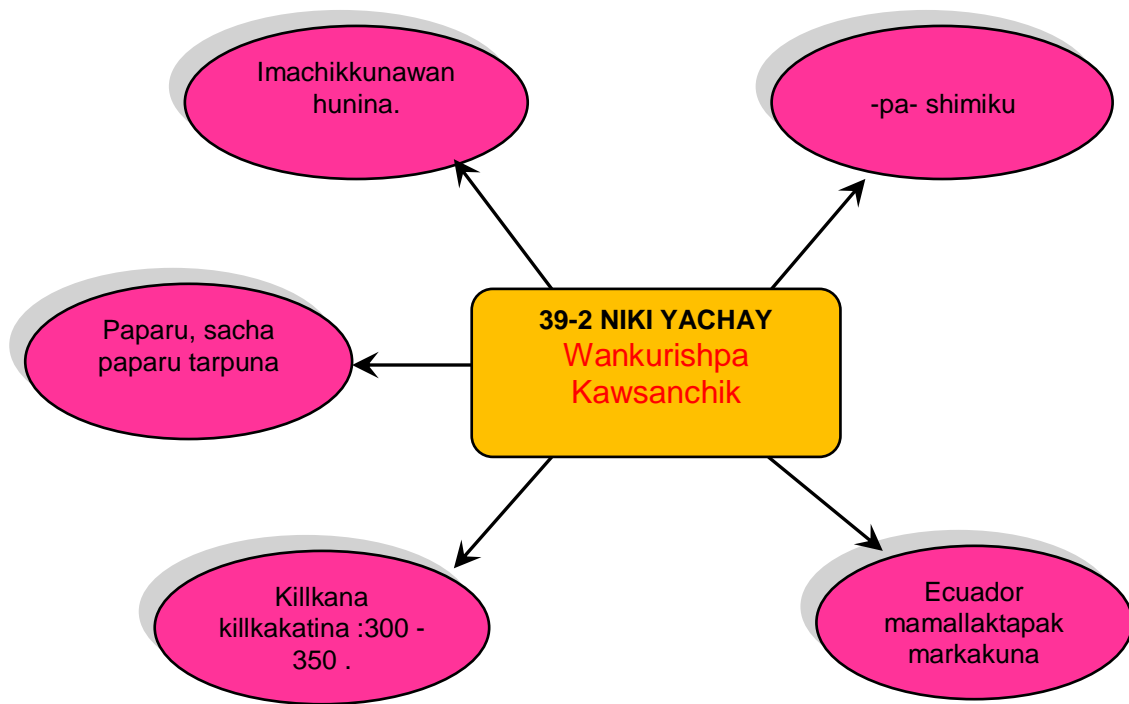 Imachikkunawan
hunina.
-pa- shimiku
Paparu, sacha
paparu tarpuna
39-2 NIKI YACHAY
Wankurishpa
Kawsanchik
Killkana
killkakatina :300 -
350 .
Ecuador
mamallaktapak
markakuna